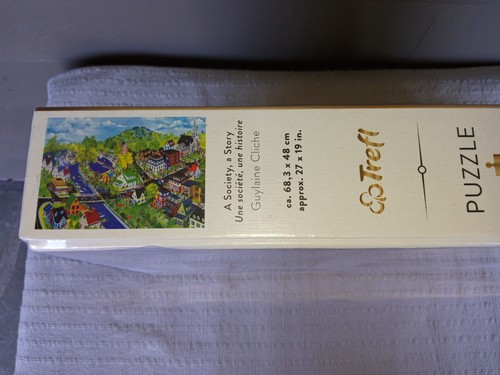 A Society, a Story
Une société, une histoire
Guylaine Cliche
ca. 68,3 x 48 cm
approx. 27 x 19 in.
Trefl
PUZZLE